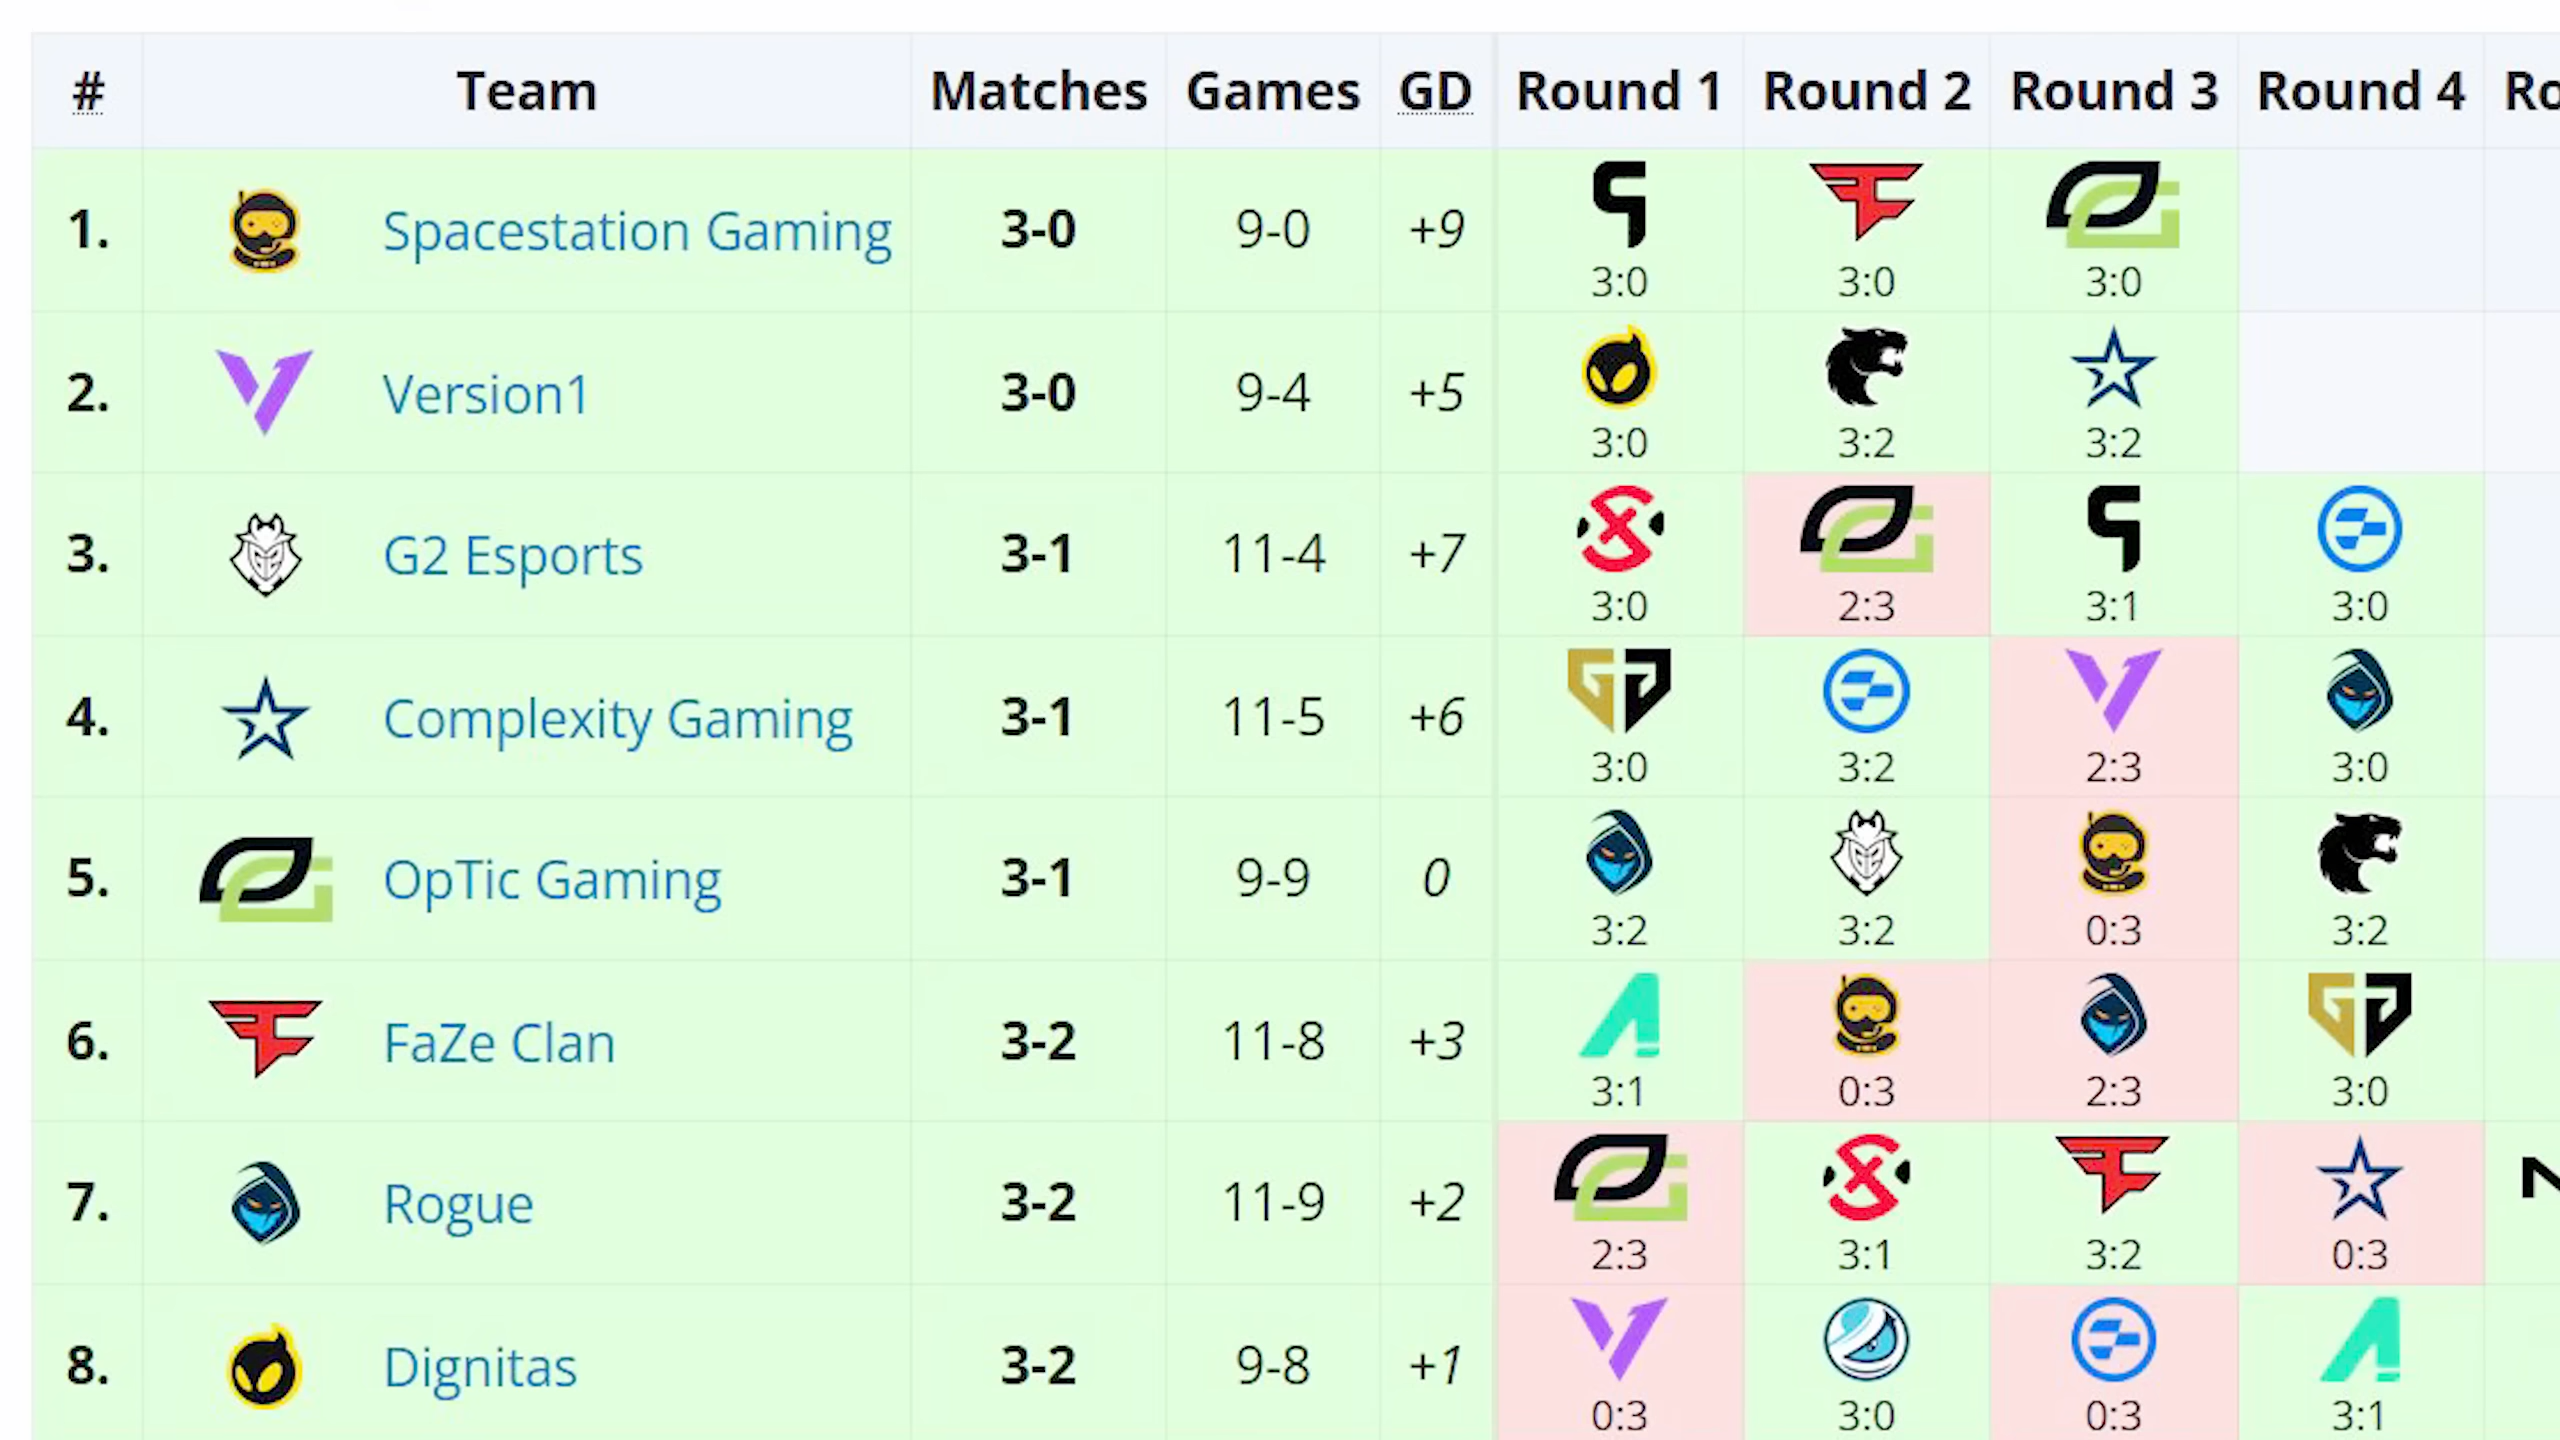 # Team Matches Games GD Round 1 Round 2 Round 3 Round 4 Ro
1. Spacestation Gaming 3-0 9-0 +9 3:0 3:0 3:0
2. Version1 3-0 9-4 +5 3:0 3:2 3:2
3. G2 Esports 3-1 11-4 +7 3:0 2:3 3:1 3:0
4. Complexity Gaming 3-1 11-5 +6 3:0 3:2 2:3 3:0
5. OpTic Gaming 3-1 9-9 0 3:2 3:2 0:3 3:2
6. FaZe Clan 3-2 11-8 +3 3:1 0:3 2:3 3:0
7. Rogue 3-2 11-9 +2 2:3 3:1 3:2 0:3
8. Dignitas 3-2 9-8 +1 0:3 3:0 0:3 3:1